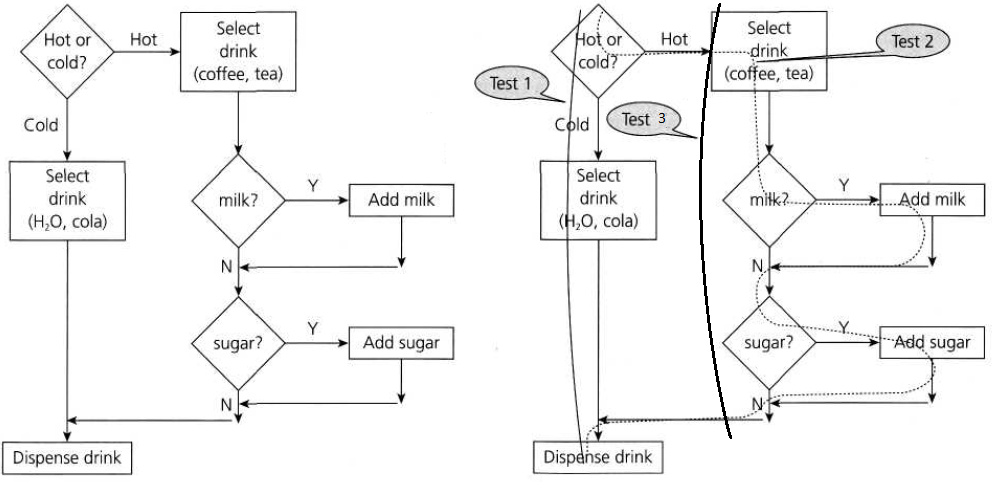 Hot or
cold?
Hot
Select
drink
(coffee, tea)
Cold
Select
drink
(H₂O, cola)
milk?
Y
Add milk
N
sugar?
Y
Add sugar
N
Dispense drink
Hot or
cold?
Hot
Select
drink
(coffee, tea)
Test 2
Test 1
Cold
Test 3
Select
drink
(H₂O, cola)
milk?
Y
Add milk
N
sugar?
Y
Add sugar
N
Dispense drink